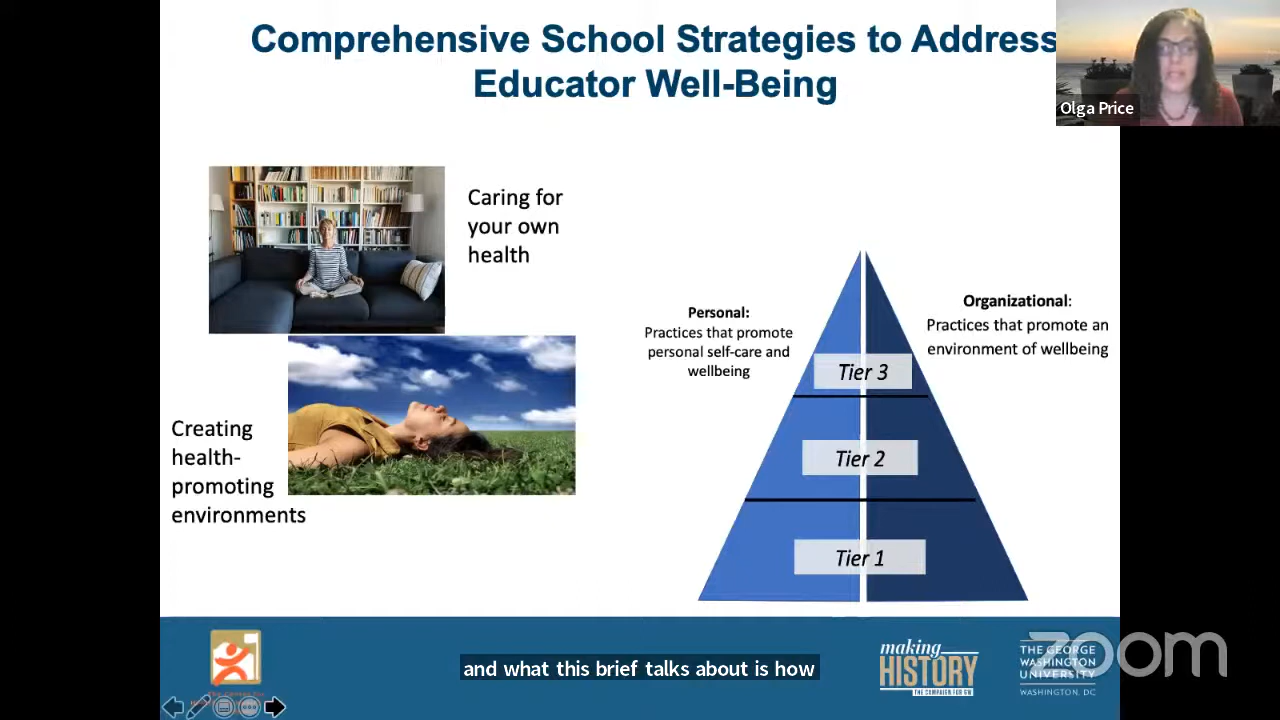 Comprehensive School Strategies to Address
Educator Well-Being
Olga Price
Caring for
your own
health
Creating
health-
promoting
environments
Personal:
Practices that promote
personal self-care and
wellbeing
Organizational:
Practices that promote an
environment of wellbeing
Tier 3
Tier 2
Tier 1
and what this brief talks about is how
making
HISTORY
THE CAMPAIGN FOR GW
THE GEORGE
WASHINGTON
UNIVERSITY
WASHINGTON, DC
zoom